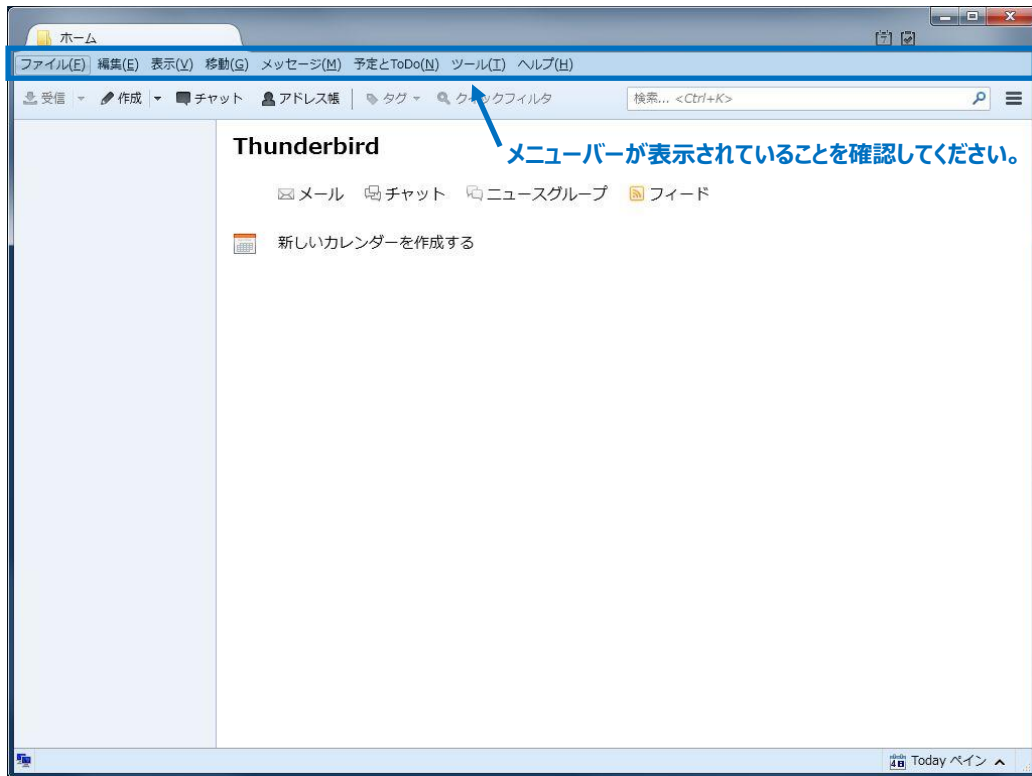 ホーム
ファイル(F) 編集(E) 表示(V) 移動(G) メッセージ(M) 予定とToDo(N) ツール(T) ヘルプ(H)
受信 作成 チャット アドレス帳 タグ クイックフィルタ 検索... <Ctrl+K>
Thunderbird
メニューバーが表示されていることを確認してください。
メール チャット ニュースグループ フィード
新しいカレンダーを作成する
Today ペイン